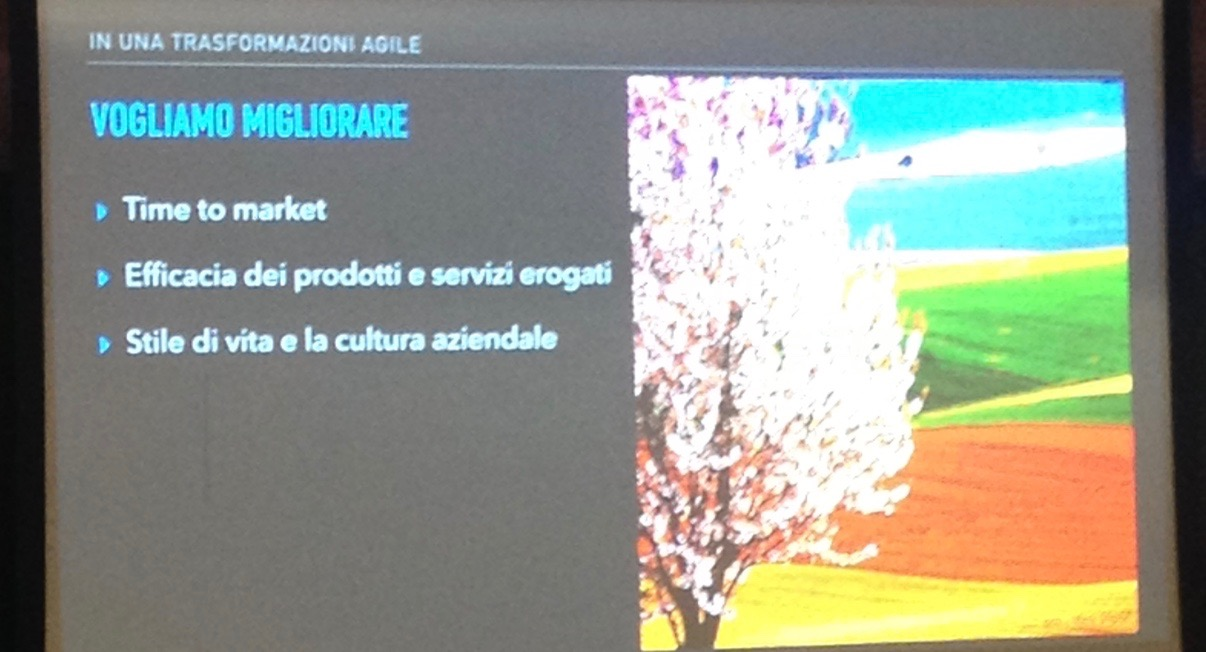 IN UNA TRASFORMAZIONI AGILE
VOGLIAMO MIGLIORARE
Time to market
Efficacia dei prodotti e servizi erogati
Stile di vita e la cultura aziendale